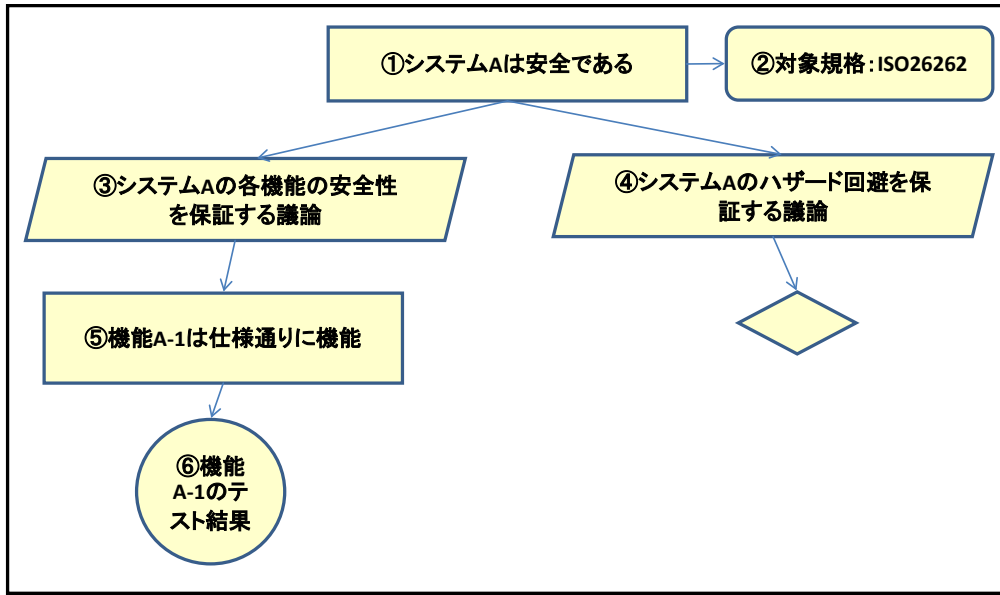 ①システムAは安全である
②対象規格：ISO26262
③システムAの各機能の安全性
を保証する議論
④システムAのハザード回避を保
証する議論
⑤機能A-1は仕様通りに機能
⑥機能
A-1のテ
スト結果